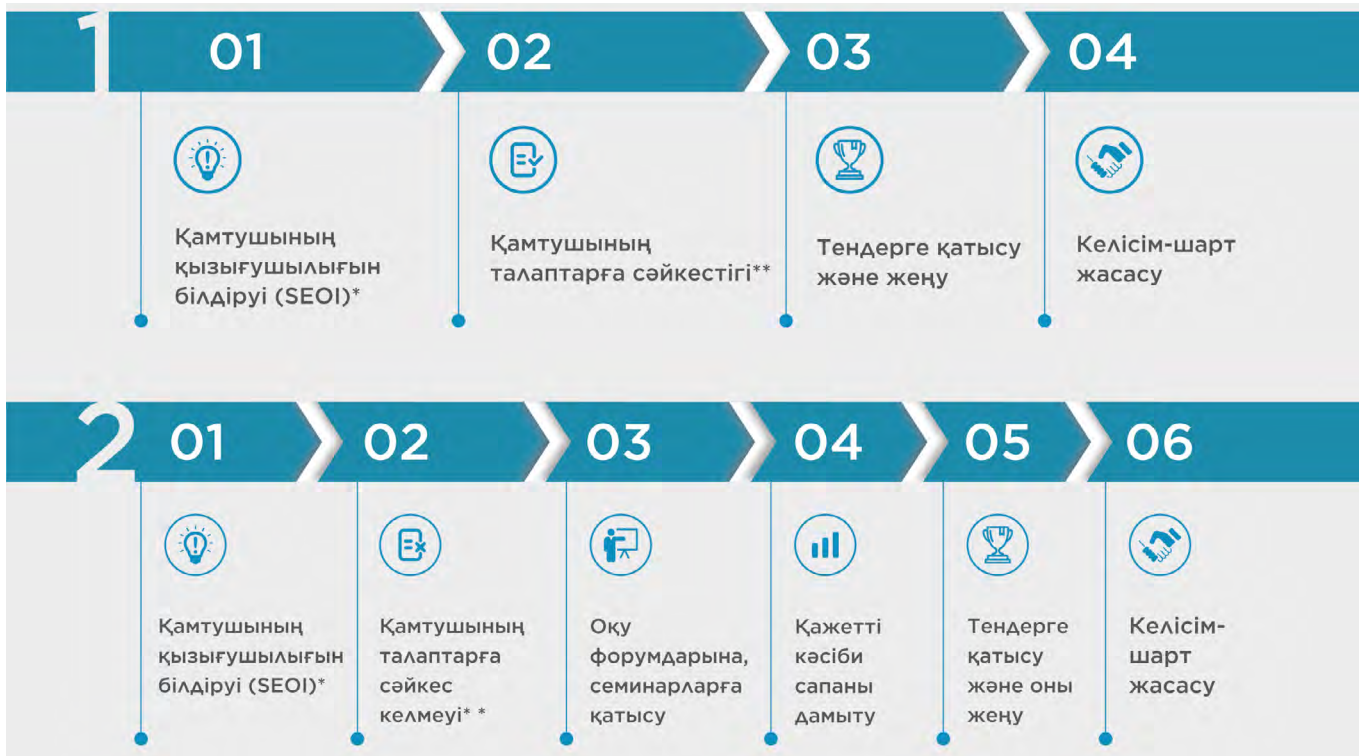 1
01
02
03
04
Қамтушының
қызығушылығын
білдіруі (SEOI)*
Қамтушының
талаптарға сәйкестігі**
Тендерге қатысу
және жеңу
Келісім-шарт
жасасу
2
01
02
03
04
05
06
Қамтушының
қызығушылығын
білдіруі (SEOI)*
Қамтушының
талаптарға
сәйкес
келмеуі* *
Оқу
форумдарына,
семинарларға
қатысу
Қажетті
кәсіби
сапаны
дамыту
Тендерге
қатысу
және оны
жеңу
Келісім-
шарт
жасасу